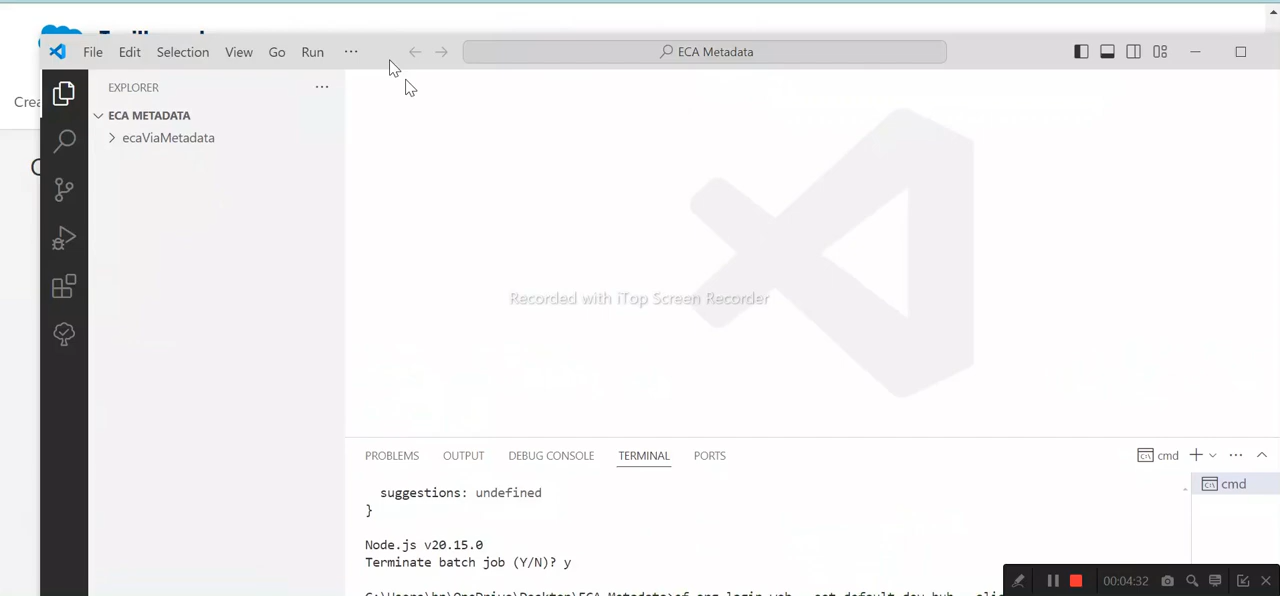 File Edit Selection View Go Run ··· ECA Metadata
EXPLORER ···
ECA METADATA
ecaViaMetadata
Crea
Recorded with iTop Screen Recorder
PROBLEMS OUTPUT DEBUG CONSOLE TERMINAL PORTS cmd
suggestions: undefined
}
cmd
Node.js v20.15.0
Terminate batch job (Y/N)? y
00:04:32